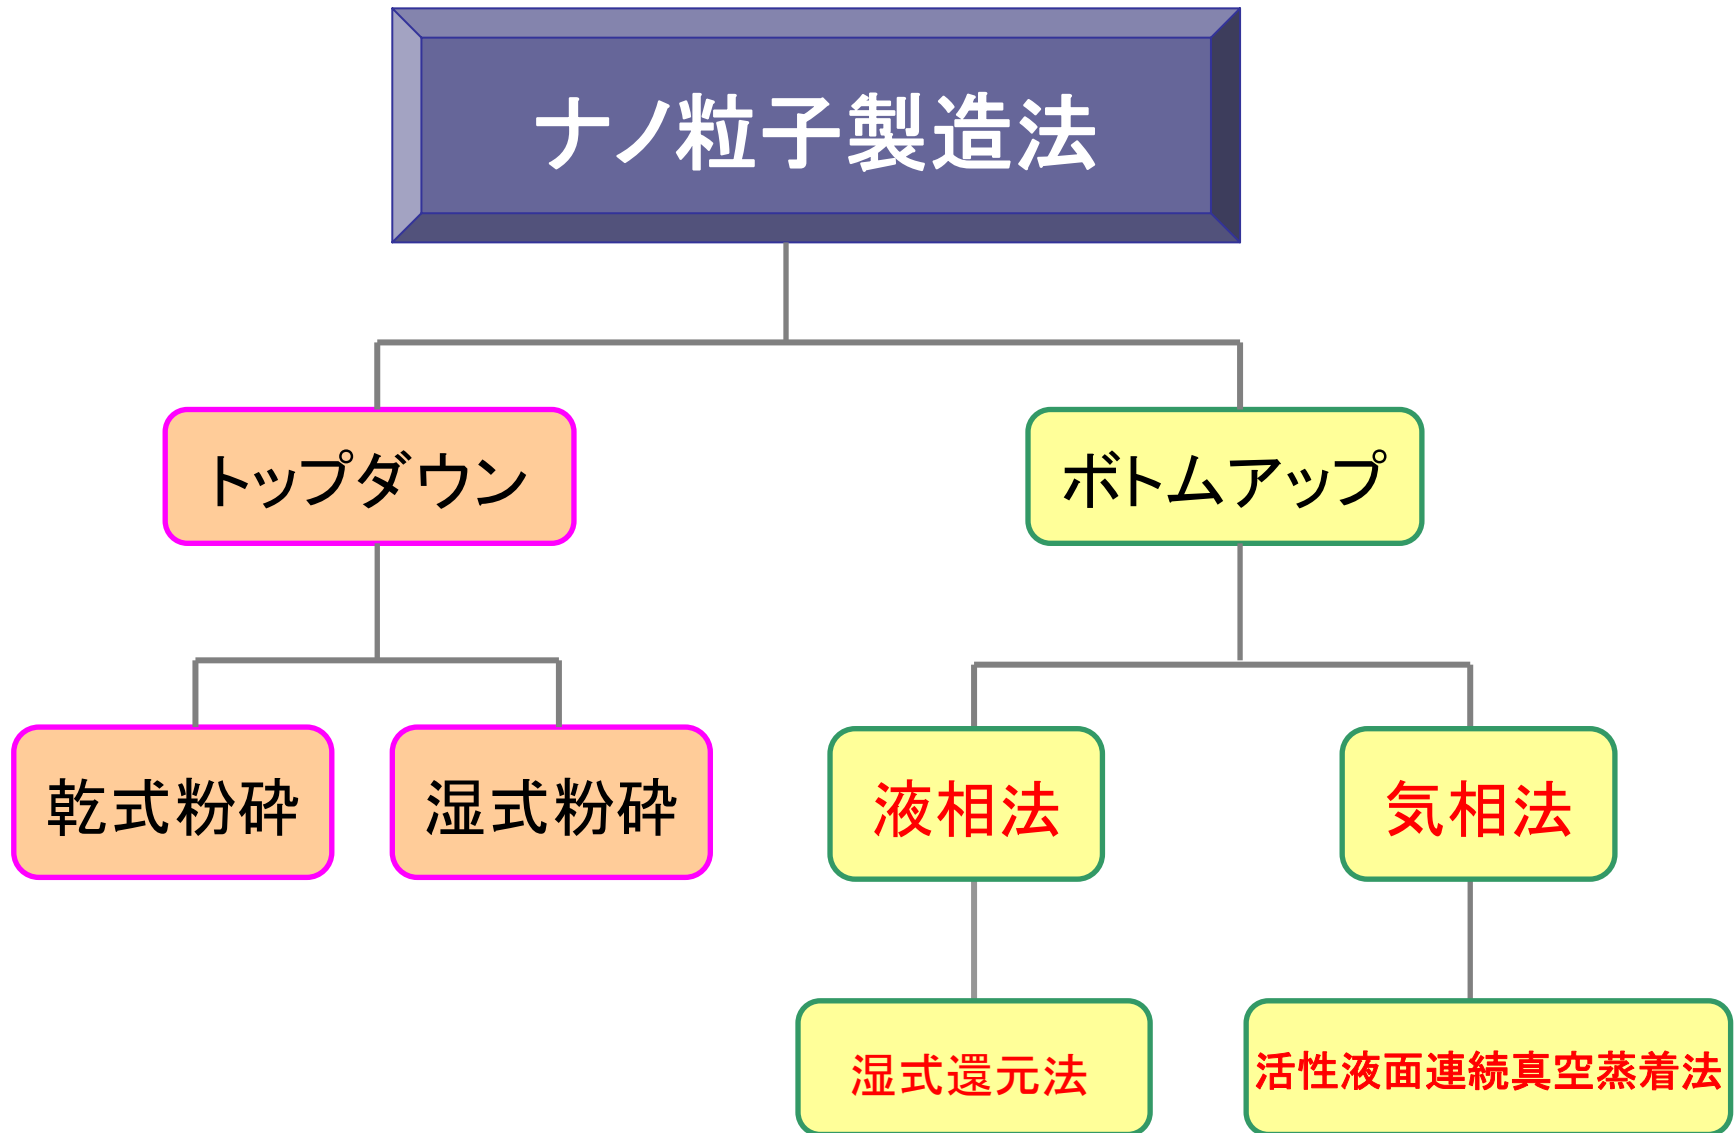 ナノ粒子製造法
トップダウン
ボトムアップ
乾式粉砕
湿式粉砕
液相法
気相法
湿式還元法
活性液面連続真空蒸着法